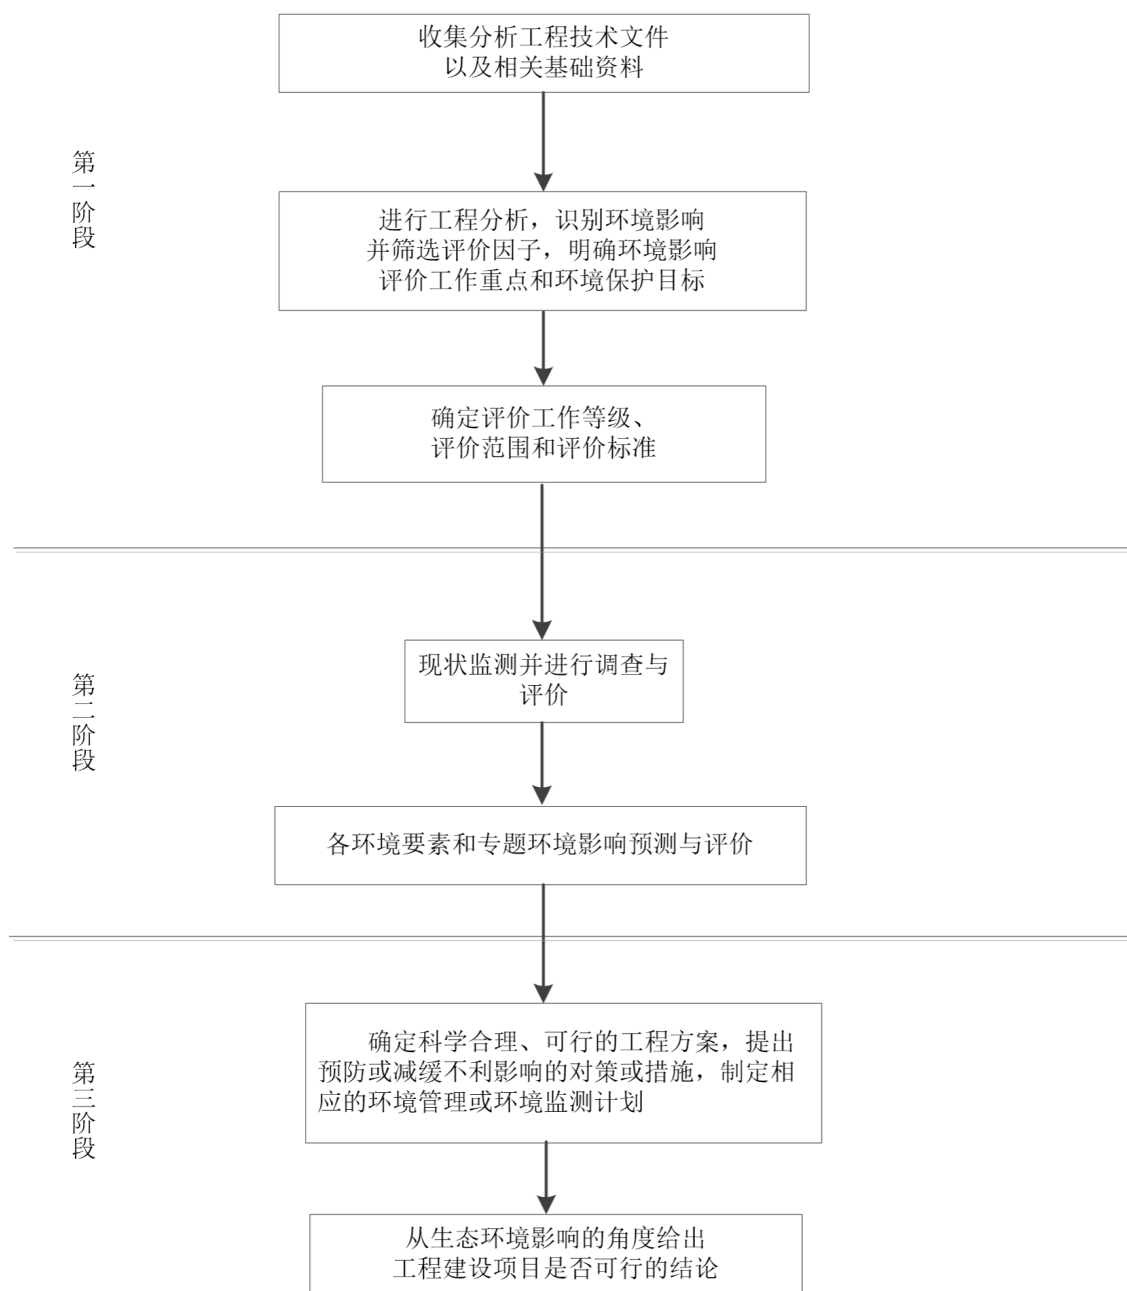 收集分析工程技术文件
以及相关基础资料
第一阶段
进行工程分析，识别环境影响
并筛选评价因子，明确环境影响
评价工作重点和环境保护目标
确定评价工作等级、
评价范围和评价标准
现状监测并进行调查与
评价
第二阶段
各环境要素和专题环境影响预测与评价
确定科学合理、可行的工程方案，提出
预防或减缓不利影响的对策或措施，制定相
应的环境管理或环境监测计划
第三阶段
从生态环境影响的角度给出
工程建设项目是否可行的结论